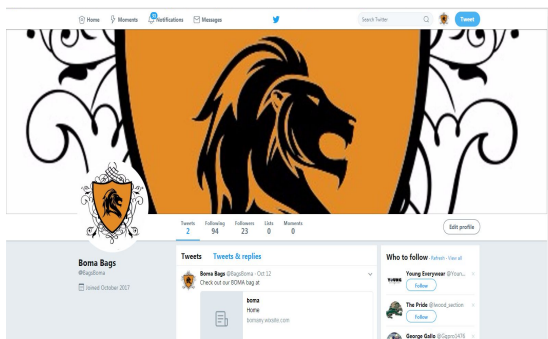 Home Moments Notifications Messages Search Twitter Tweet
Tweets Following Followers Lists Moments
2 94 23 0 0
Edit profile
Boma Bags
@BagsBoma
Joined October 2017
Tweets Tweets & replies
Boma Bags @BagsBoma · Oct 12
Check out our BOMA bag at
boma
Home
Who to follow · Refresh · View all
Young Everywear @Youn...
Follow
The Pride
Follow
George Gallo